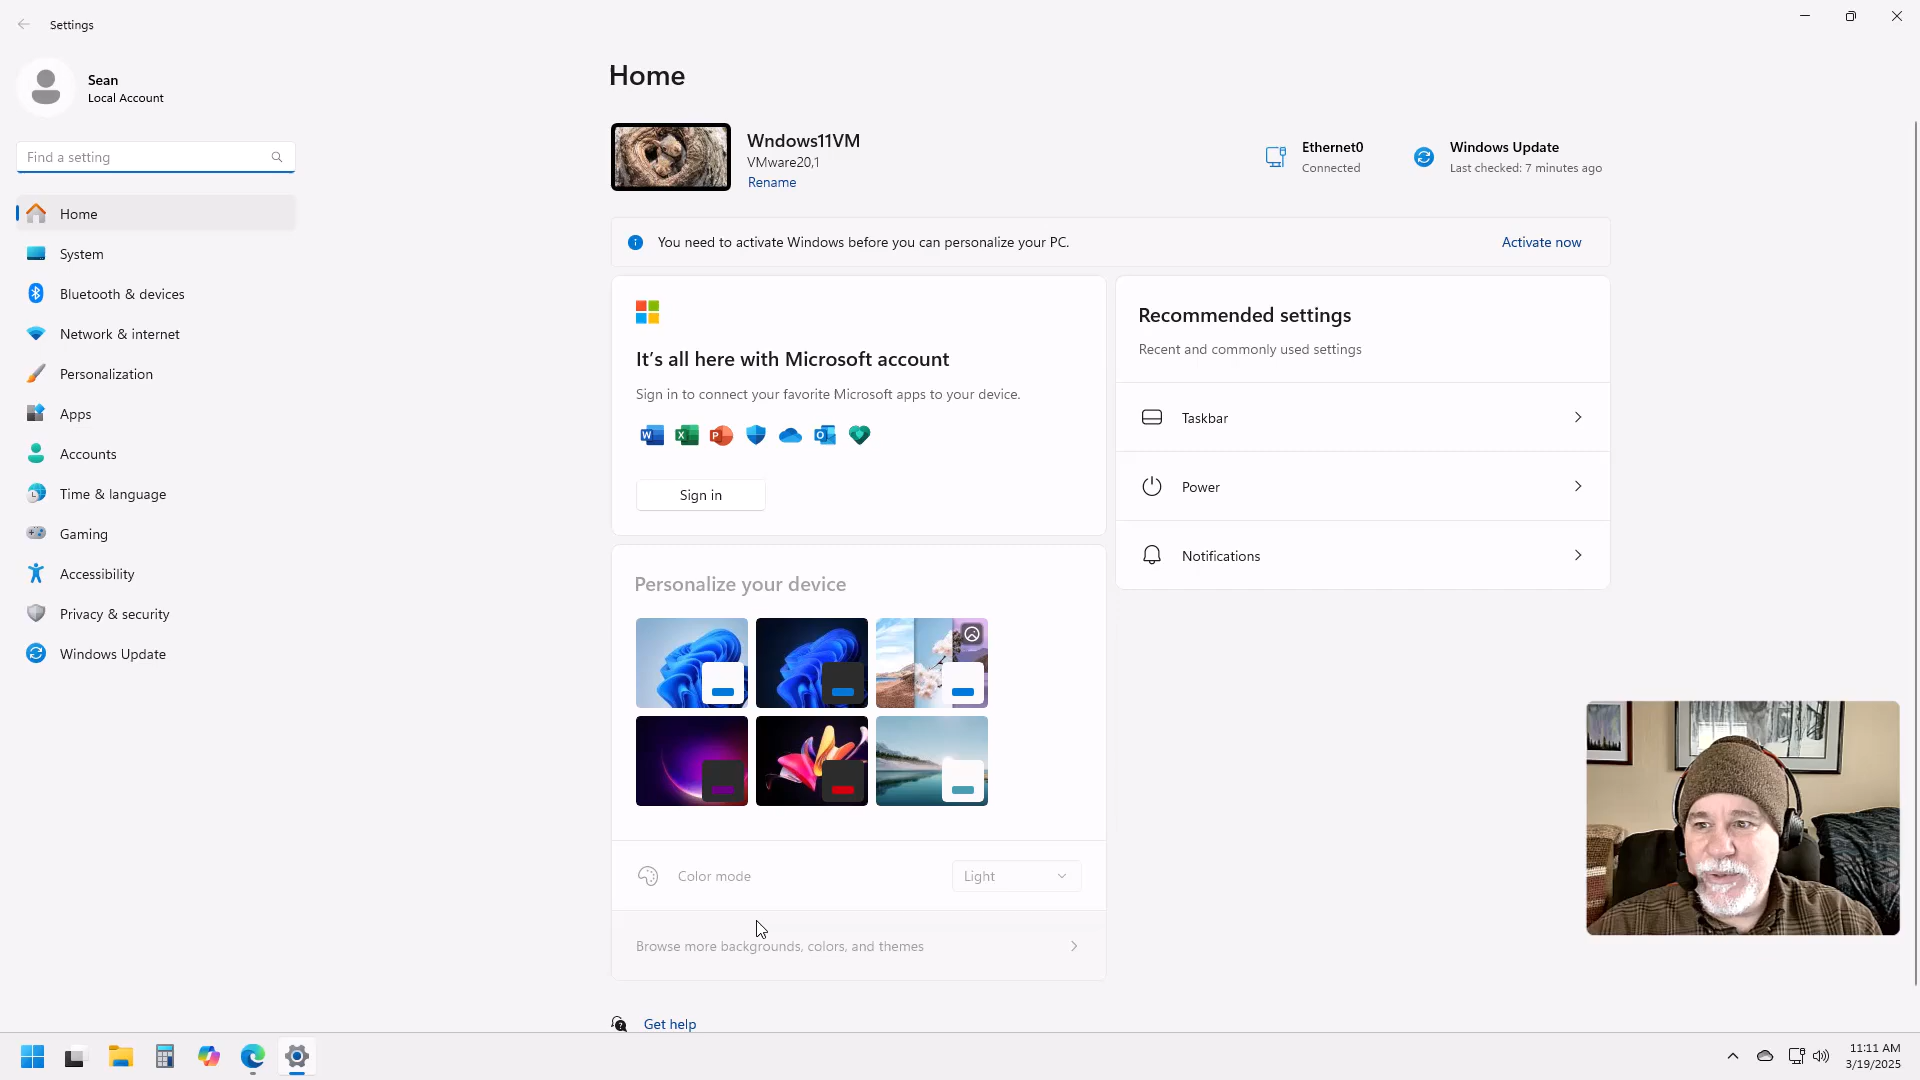 Settings
Sean
Local Account
Find a setting
Home
System
Bluetooth & devices
Network & internet
Personalization
Apps
Accounts
Time & language
Gaming
Accessibility
Privacy & security
Windows Update
Home
Wndows11VM
VMware20,1
Rename
Ethernet0
Connected
Windows Update
Last checked: 7 minutes ago
You need to activate Windows before you can personalize your PC.
Activate now
It's all here with Microsoft account
Sign in to connect your favorite Microsoft apps to your device.
Sign in
Recommended settings
Recent and commonly used settings
Taskbar
Power
Notifications
Personalize your device
Color mode
Light
Browse more backgrounds, colors, and themes
Get help
11:11 AM
3/19/2025